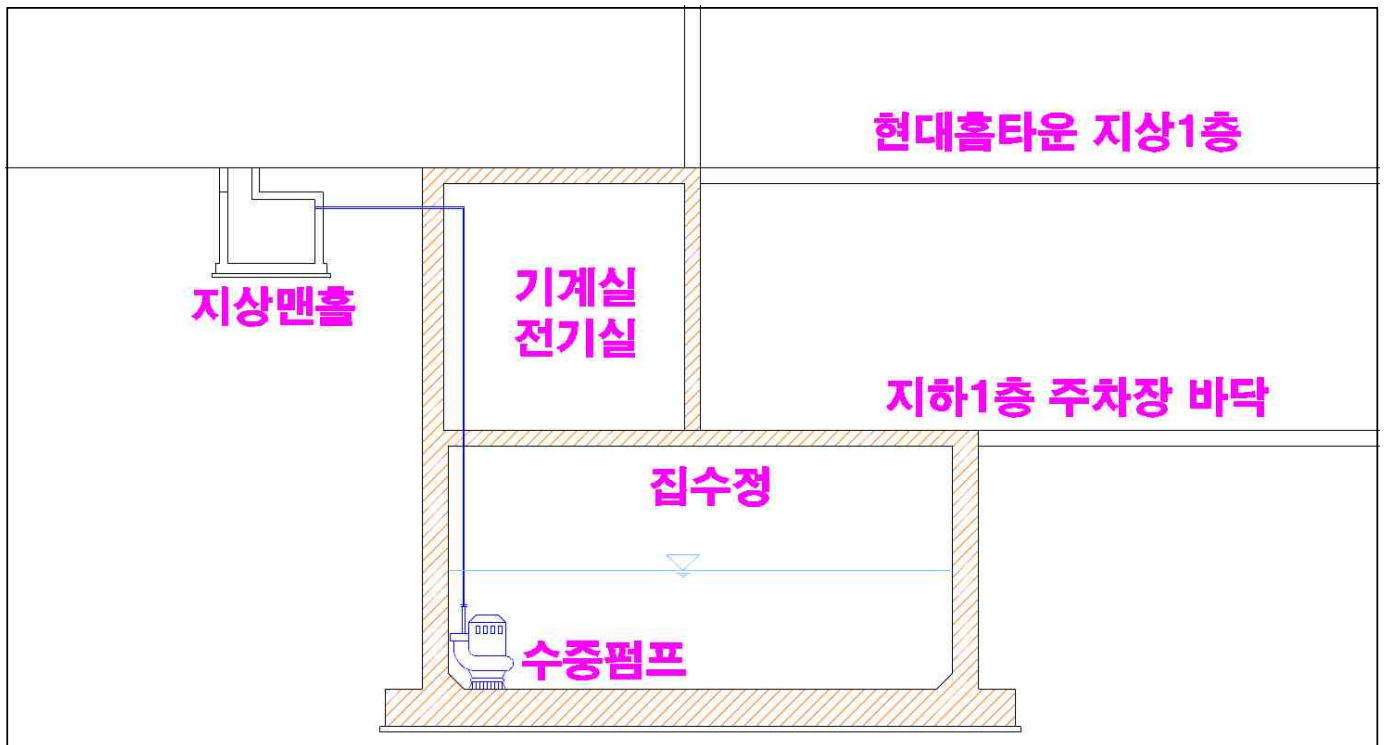 현대홈타운 지상1층
지상맨홀
기계실
전기실
지하1층 주차장 바닥
집수정
수중펌프